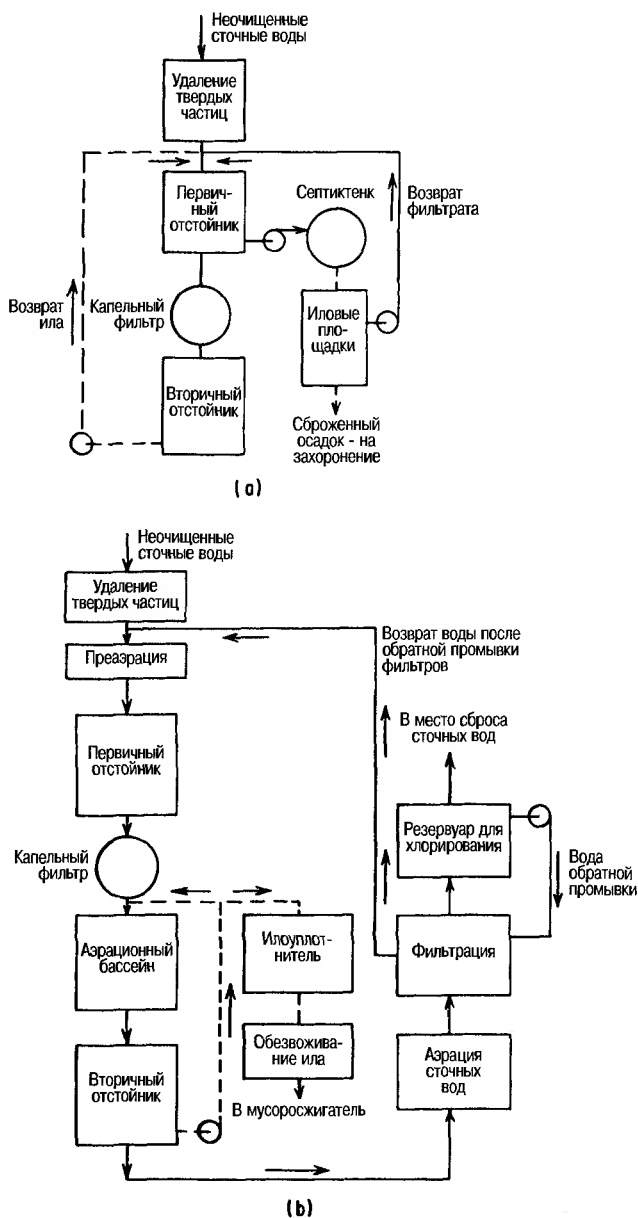 Неочищенные
сточные воды
Удаление
твердых
частиц
Первич-
ный
отстойник
Септиктенк
Возврат
фильтрата
Возврат
ила
Капельный
фильтр
Иловые
пло-
щадки
Вторичный
отстойник
Сброженный
осадок - на
захоронение
(a)
Неочищенные
сточные воды
Удаление
твердых частиц
Возврат воды после
обратной промывки
фильтров
Преаэрация
В место сброса
сточных вод
Первичный
отстойник
Резервуар для
хлорирования
Капельный
фильтр
Вода
обратной
промывки
Аэрационный
бассейн
Илоуплот-
нитель
Фильтрация
Обезвожива-
ние ила
Вторичный
отстойник
Аэрация
сточных
вод
В мусоросжигатель
(b)